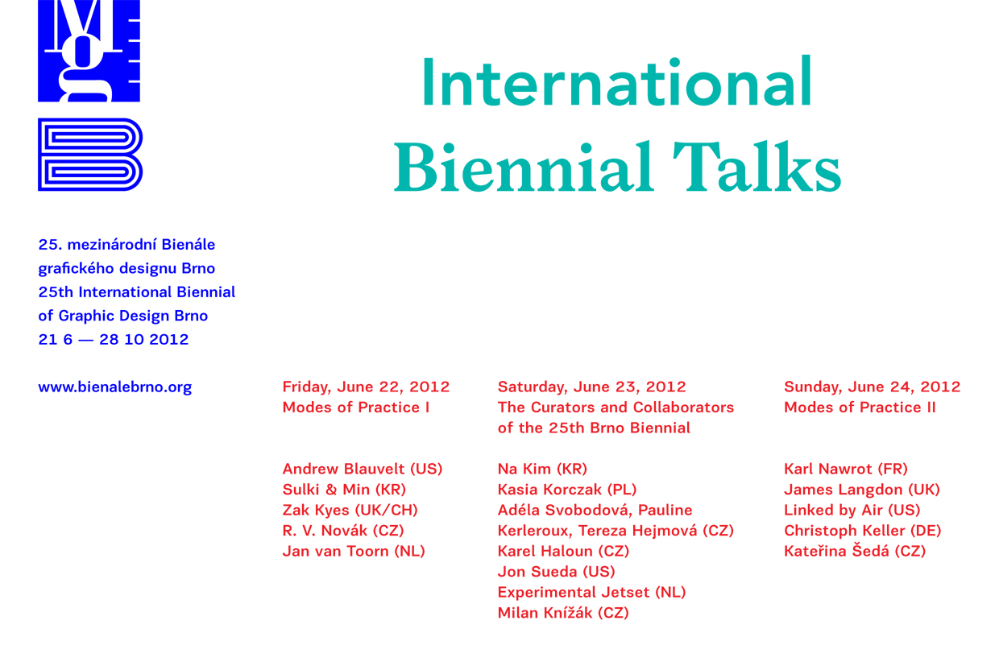 Mg
B
International
Biennial Talks
25. mezinárodní Bienále
grafického designu Brno
25th International Biennial
of Graphic Design Brno
21 6 — 28 10 2012
www.bienalebrno.org
Friday, June 22, 2012
Modes of Practice I
Andrew Blauvelt (US)
Sulki & Min (KR)
Zak Kyes (UK/CH)
R. V. Novák (CZ)
Jan van Toorn (NL)
Saturday, June 23, 2012
The Curators and Collaborators
of the 25th Brno Biennial
Na Kim (KR)
Kasia Korczak (PL)
Adéla Svobodová, Pauline
Kerleroux, Tereza Hejmová (CZ)
Karel Haloun (CZ)
Jon Sueda (US)
Experimental Jetset (NL)
Milan Knížák (CZ)
Sunday, June 24, 2012
Modes of Practice II
Karl Nawrot (FR)
James Langdon (UK)
Linked by Air (US)
Christoph Keller (DE)
Kateřina Šedá (CZ)